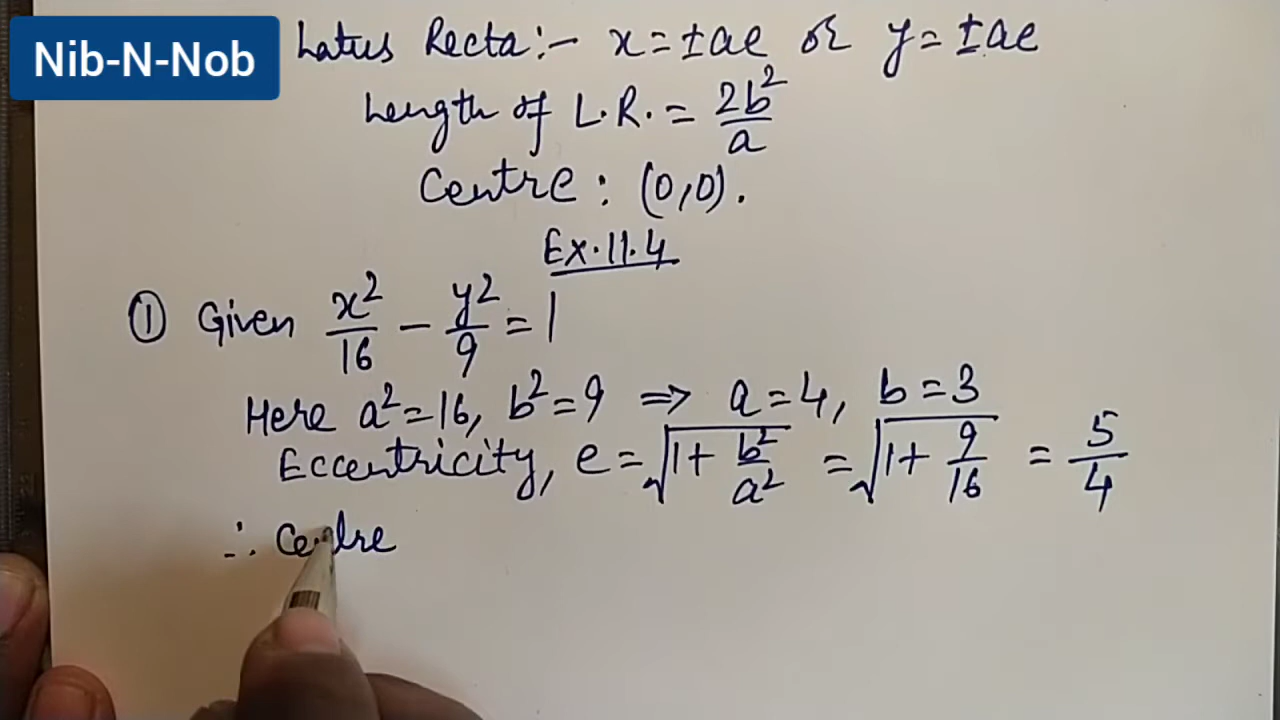 Nib-N-Nob
Latus Recta:- x=±ae or y=±ae
Length of L.R. = 2b²/a
Centre : (0,0).
Ex.11.4
① Given x²/16 - y²/9 = 1
Here a²=16, b²=9 ⇒ a=4, b=3
Eccentricity, e = √(1+ b²/a²) = √(1+ 9/16) = 5/4
∴ Centre